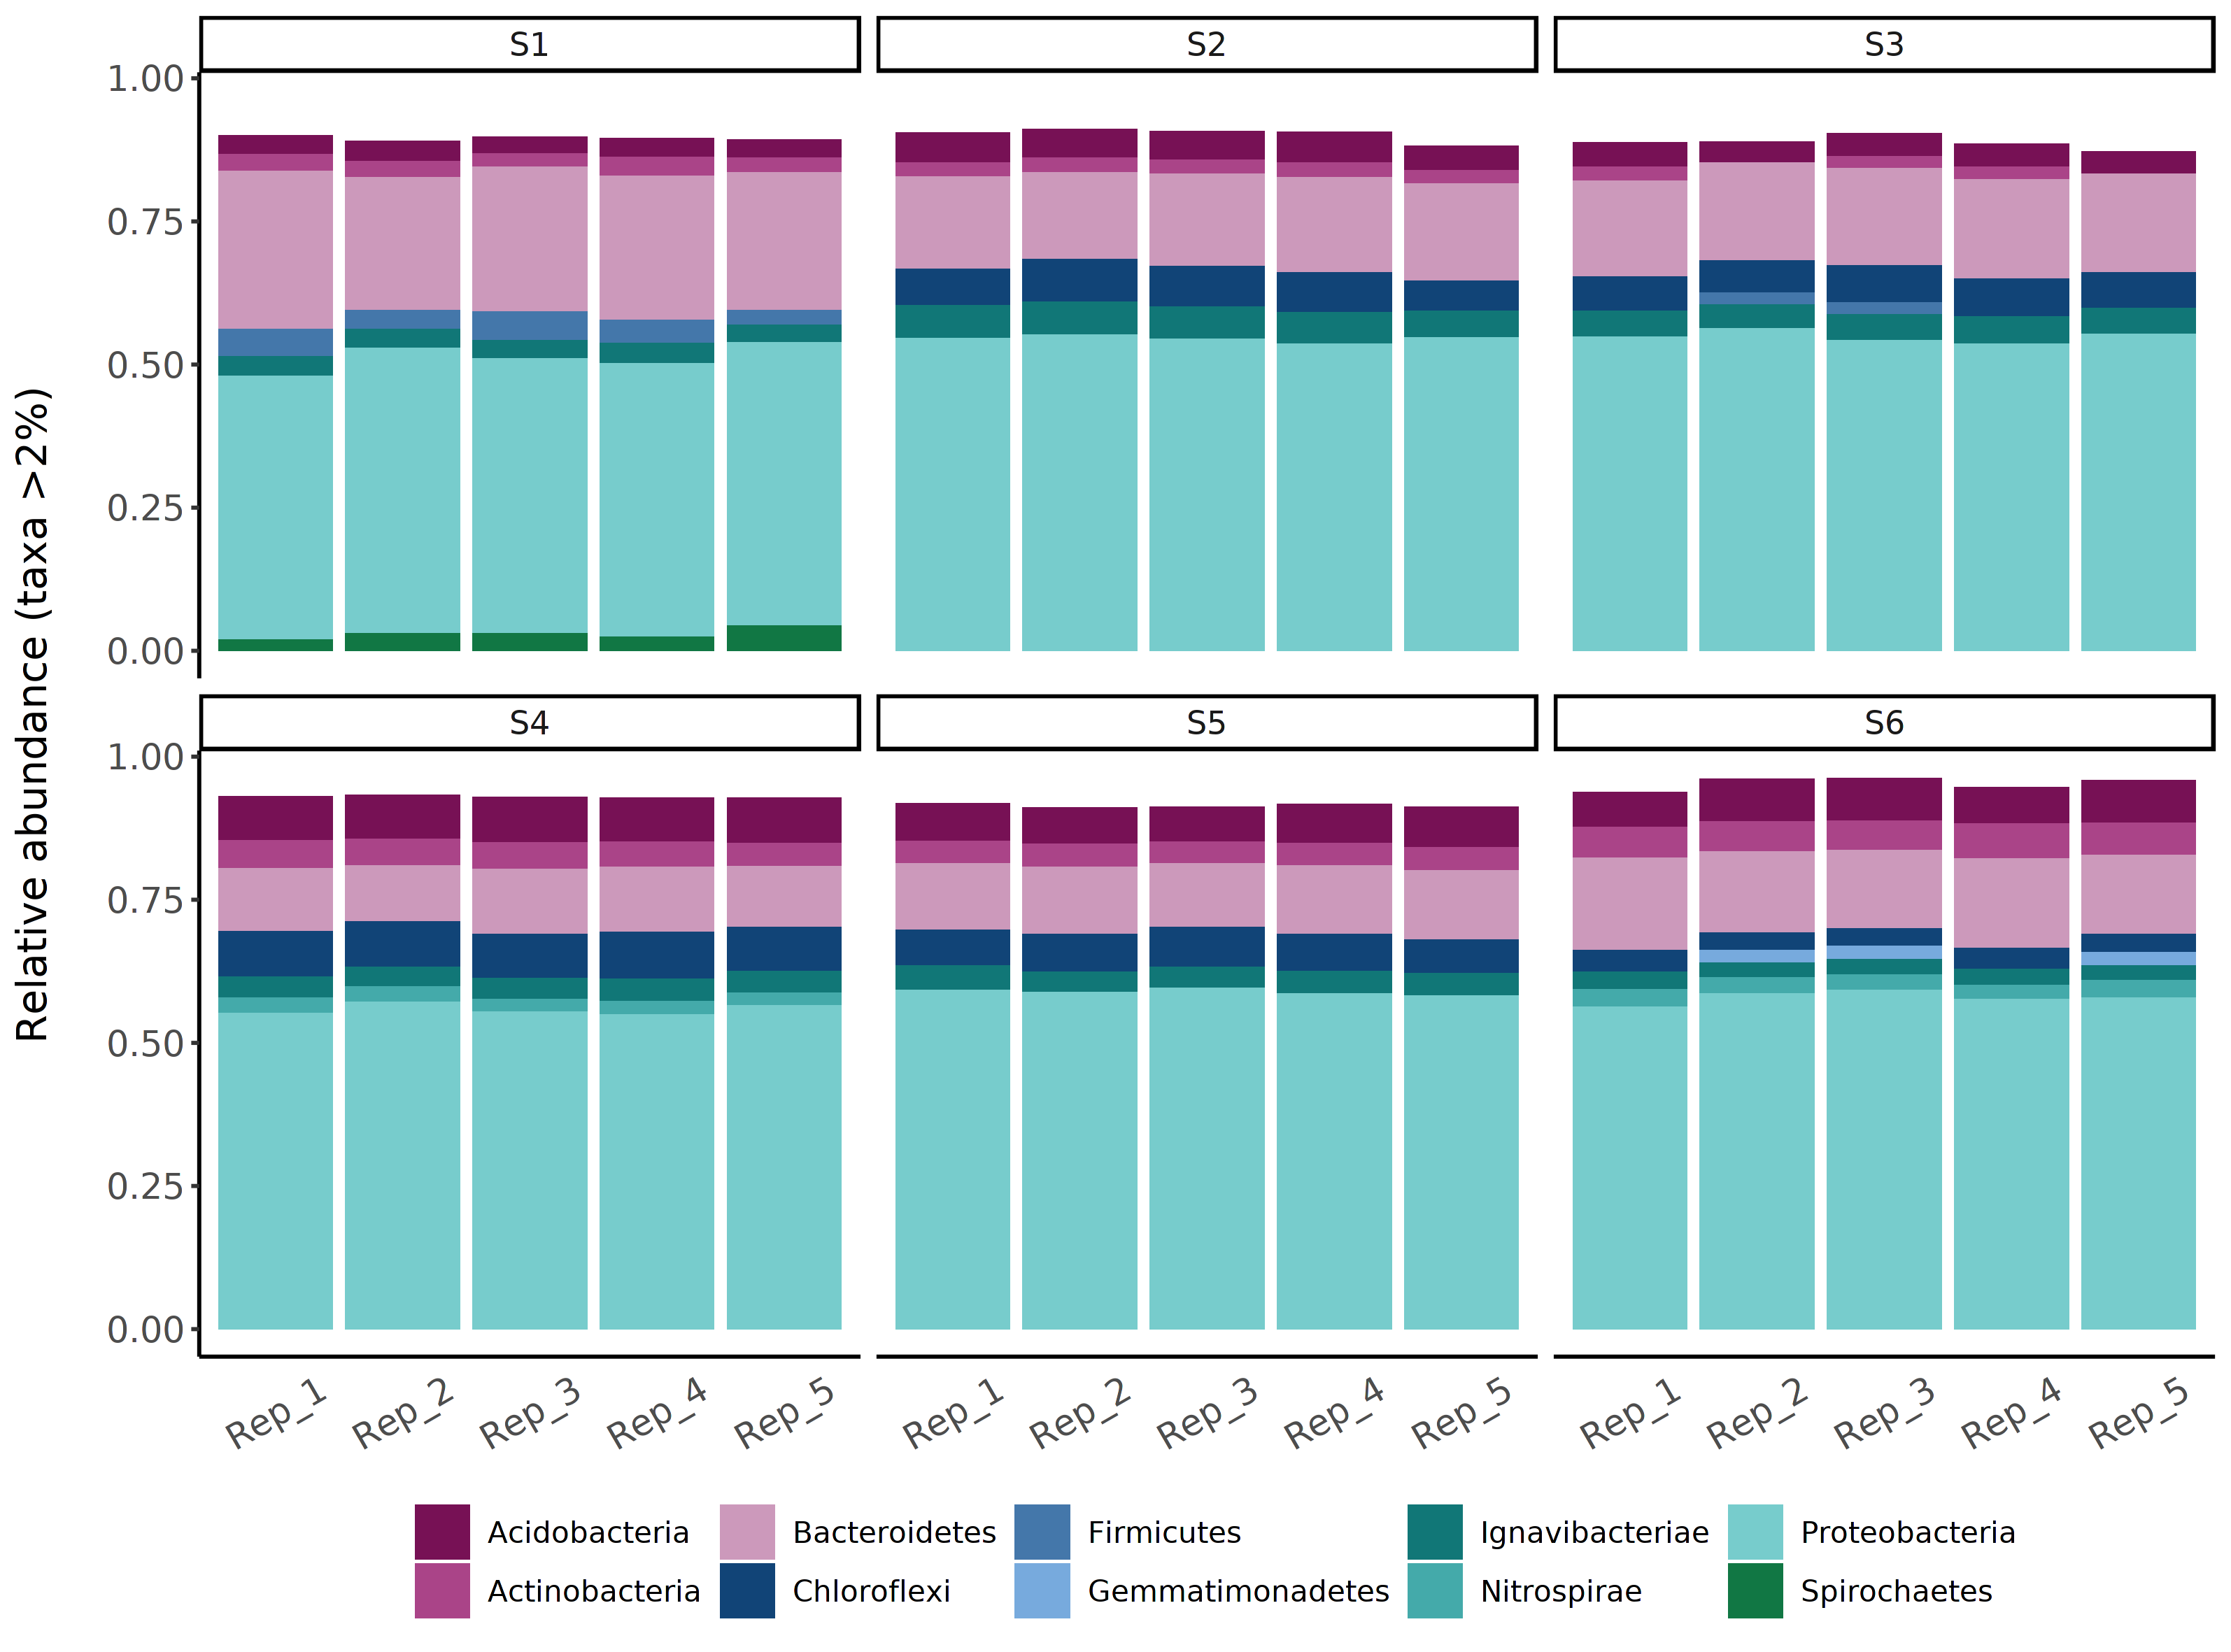 S1
S2
S3
1.00
0.75
0.50
0.25
0.00
Relative abundance (taxa >2%)
S4
S5
S6
1.00
0.75
0.50
0.25
0.00
Rep_1 Rep_2 Rep_3 Rep_4 Rep_5
Rep_1 Rep_2 Rep_3 Rep_4 Rep_5
Rep_1 Rep_2 Rep_3 Rep_4 Rep_5
Acidobacteria Bacteroidetes Firmicutes Ignavibacteriae Proteobacteria
Actinobacteria Chloroflexi Gemmatimonadetes Nitrospirae Spirochaetes